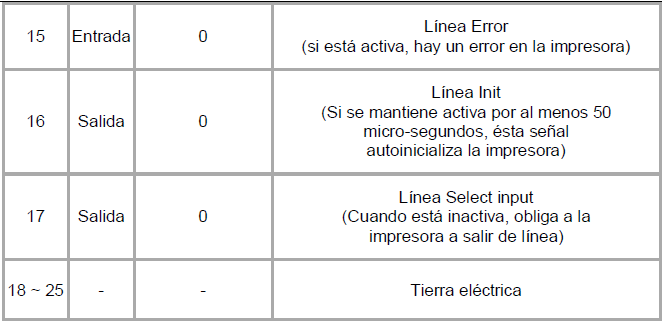 15 Entrada 0 Línea Error
(si está activa, hay un error en la impresora)
16 Salida 0 Línea Init
(Si se mantiene activa por al menos 50
micro-segundos, ésta señal
autoinicializa la impresora)
17 Salida 0 Línea Select input
(Cuando está inactiva, obliga a la
impresora a salir de línea)
18 ~ 25 - - Tierra eléctrica